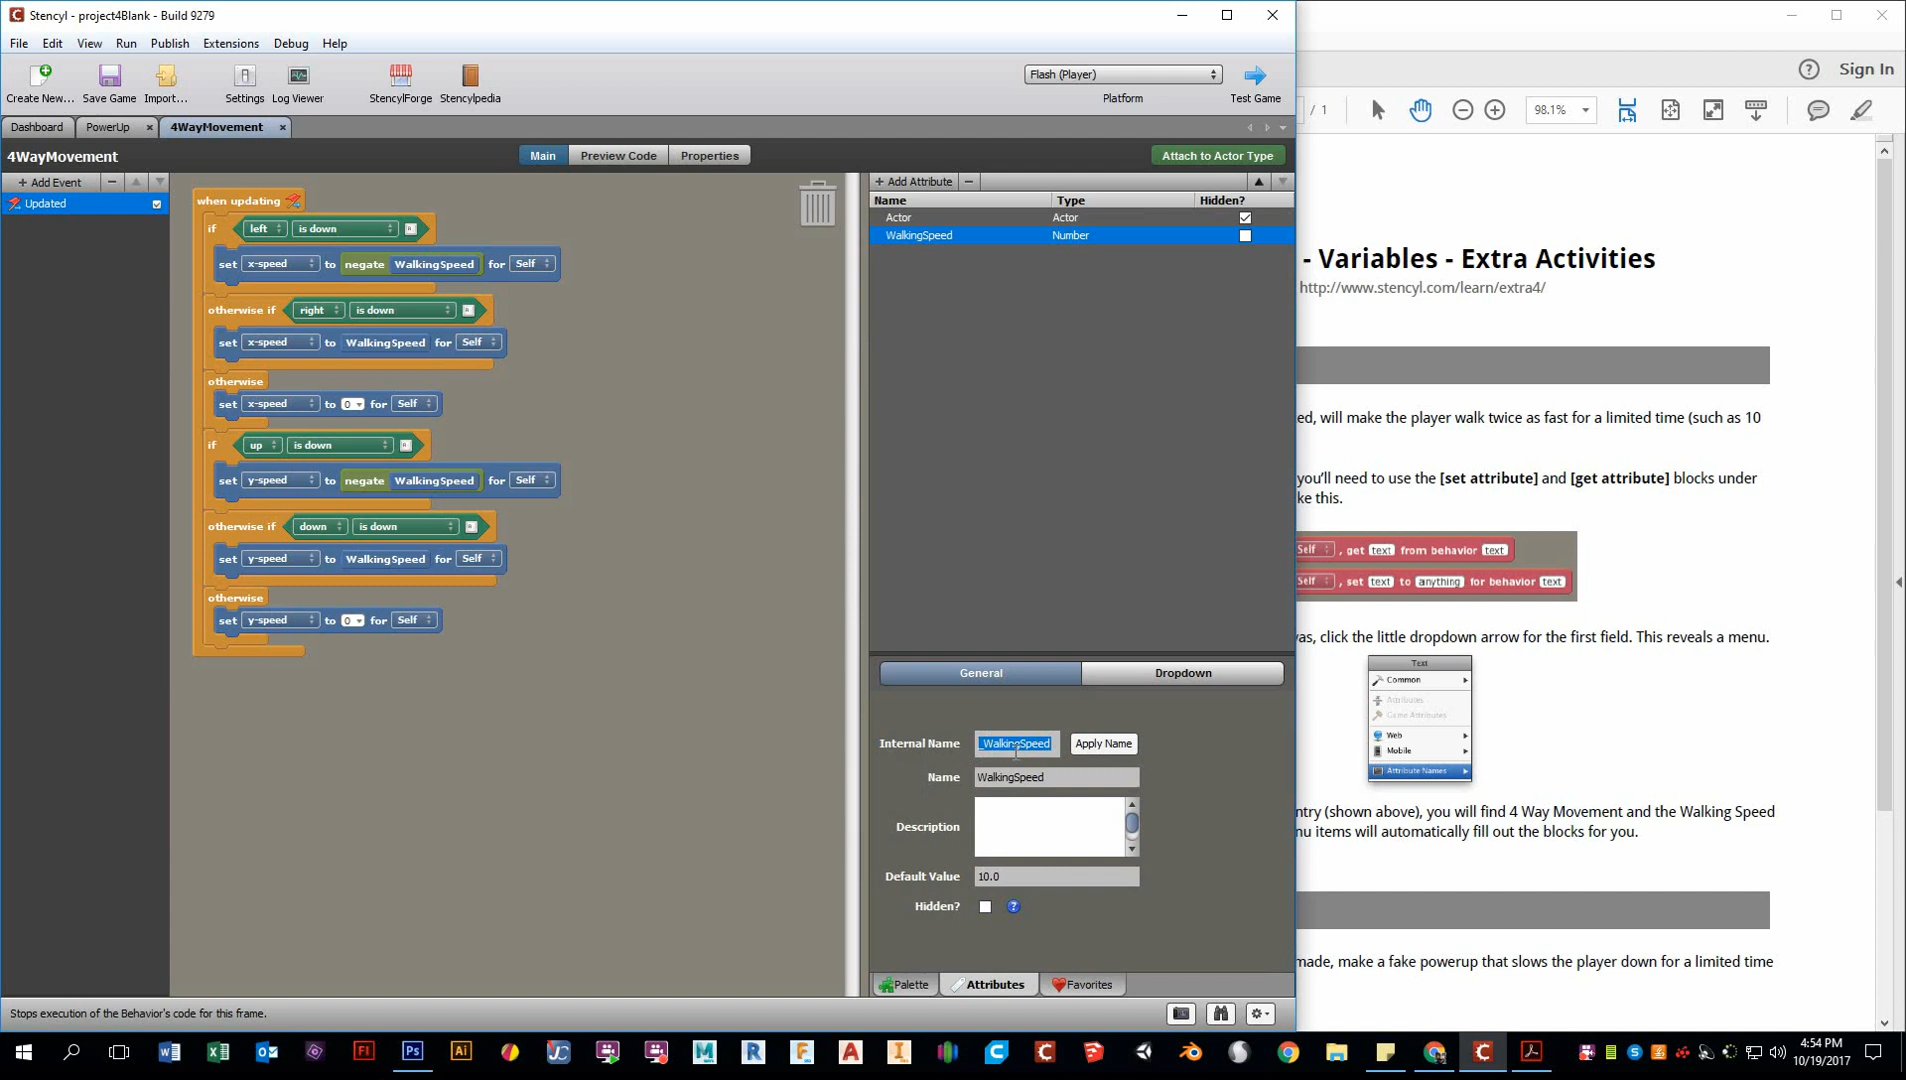 Stencyl - project4Blank - Build 9279
File Edit View Run Publish Extensions Debug Help
Create New... Save Game Import... Settings Log Viewer StencylForge Stencylpedia
Flash (Player)
Platform
Test Game
Sign In
/ 1
98.1%
Dashboard PowerUp 4WayMovement
4WayMovement
Main Preview Code Properties
Attach to Actor Type
+ Add Event
Updated
when updating
if left is down
set x-speed to negate WalkingSpeed for Self
otherwise if right is down
set x-speed to WalkingSpeed for Self
otherwise
set x-speed to 0 for Self
if up is down
set y-speed to negate WalkingSpeed for Self
otherwise if down is down
set y-speed to WalkingSpeed for Self
otherwise
set y-speed to 0 for Self
+ Add Attribute
Name Type Hidden?
Actor Actor
WalkingSpeed Number
General Dropdown
Internal Name _WalkingSpeed Apply Name
Name WalkingSpeed
Description
Default Value 10.0
Hidden?
Palette Attributes Favorites
Stops execution of the Behavior's code for this frame.
- Variables - Extra Activities
http://www.stencyl.com/learn/extra4/
ed, will make the player walk twice as fast for a limited time (such as 10
you'll need to use the [set attribute] and [get attribute] blocks under
ke this.
Self , get text from behavior text
Self , set text to anything for behavior text
as, click the little dropdown arrow for the first field. This reveals a menu.
Text
Common
Attributes
Game Attributes
Web
Mobile
Attribute Names
ntry (shown above), you will find 4 Way Movement and the Walking Speed
nu items will automatically fill out the blocks for you.
made, make a fake powerup that slows the player down for a limited time
4:54 PM
10/19/2017